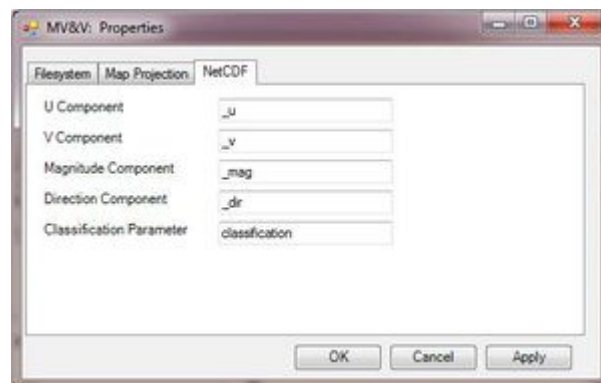 MV&V: Properties
Filesystem Map Projection NetCDF
U Component _u
V Component _v
Magnitude Component _mag
Direction Component _dir
Classification Parameter classification
OK Cancel Apply